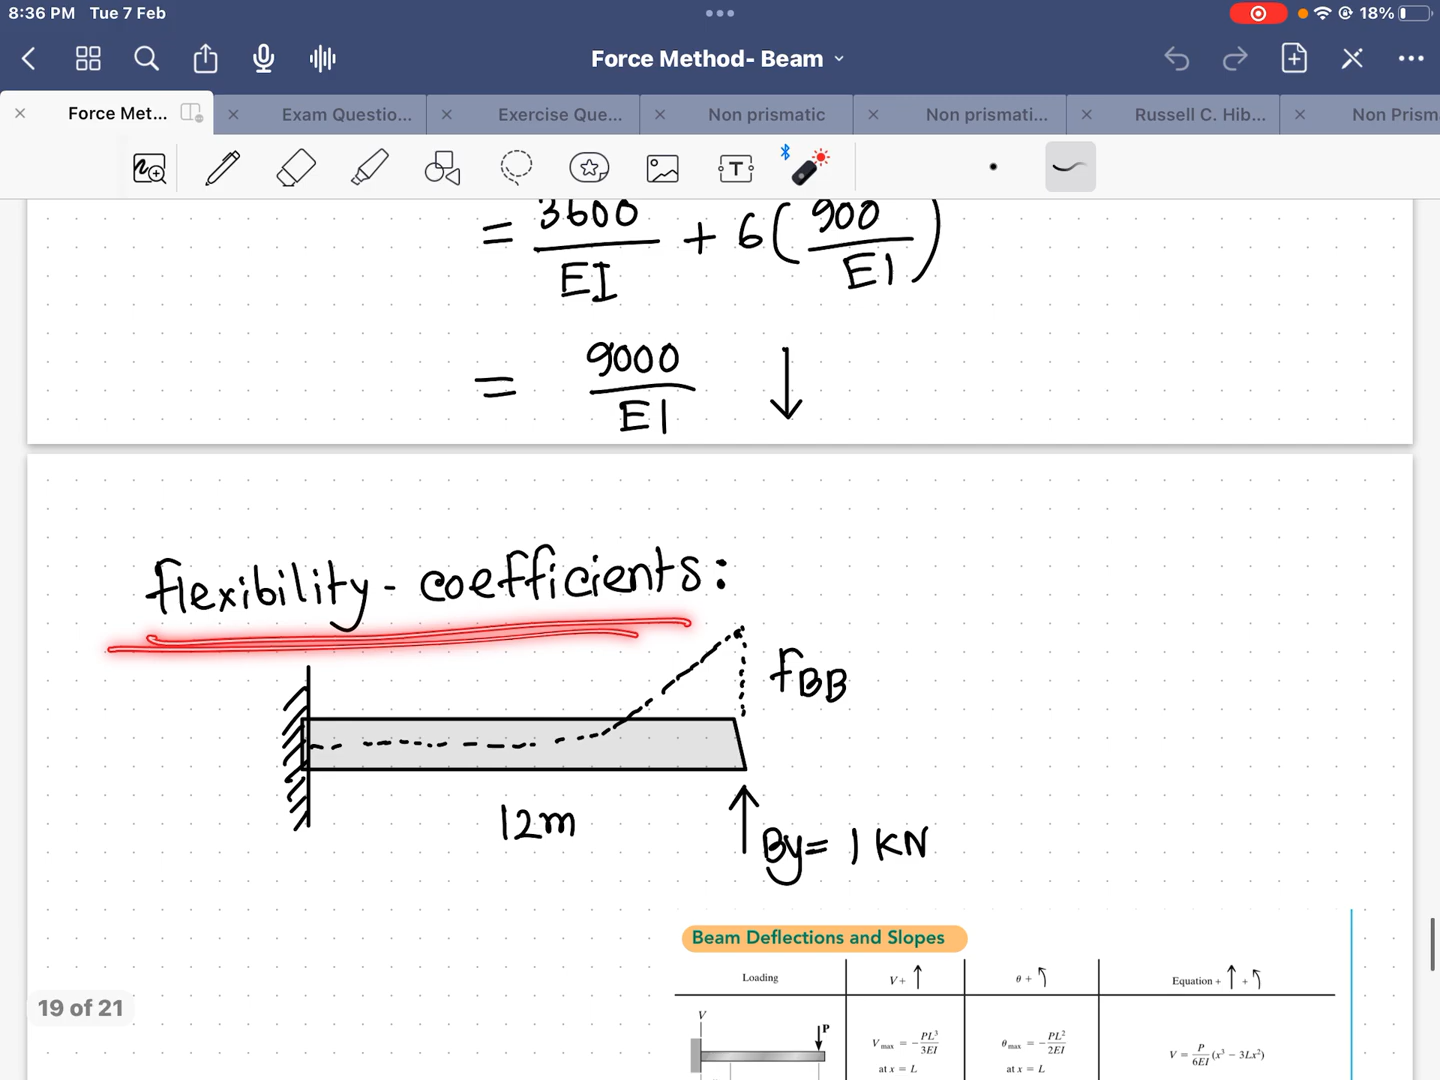 8:36 PM Tue 7 Feb
18%
Force Method- Beam
Force Met...
Exam Questio...
Exercise Que...
Non prismatic
Non prismati...
Russell C. Hib...
Non Prism
T
= 3600/EI + 6(900/EI)
= 9000/EI ↓
flexibility - coefficients:
fBB
12m
By = 1 KN
Beam Deflections and Slopes
Loading
V + ↑
θ + ↺
Equation + ↑ + ↺
V
P
Vmax = -PL³/3EI
at x = L
θmax = -PL²/2EI
at x = L
V = P/6EI (x³ − 3Lx²)
19 of 21